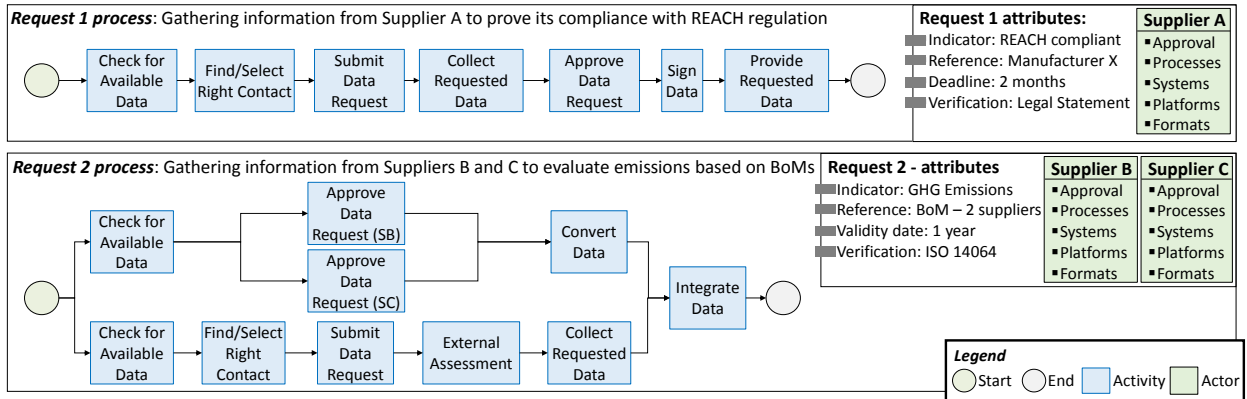 Request 1 process: Gathering information from Supplier A to prove its compliance with REACH regulation
Check for
Available
Data
Find/Select
Right Contact
Submit
Data
Request
Collect
Requested
Data
Approve
Data
Request
Sign
Data
Provide
Requested
Data
Request 1 attributes:
Indicator: REACH compliant
Reference: Manufacturer X
Deadline: 2 months
Verification: Legal Statement
Supplier A
▪Approval
▪Processes
▪Systems
▪Platforms
▪Formats
Request 2 process: Gathering information from Suppliers B and C to evaluate emissions based on BoMs
Check for
Available
Data
Approve
Data
Request (SB)
Approve
Data
Request (SC)
Convert
Data
Check for
Available
Data
Find/Select
Right
Contact
Submit
Data
Request
External
Assessment
Collect
Requested
Data
Integrate
Data
Request 2 - attributes
Indicator: GHG Emissions
Reference: BoM – 2 suppliers
Validity date: 1 year
Verification: ISO 14064
Supplier B
▪Approval
▪Processes
▪Systems
▪Platforms
▪Formats
Supplier C
▪Approval
▪Processes
▪Systems
▪Platforms
▪Formats
Legend
Start
End
Activity
Actor